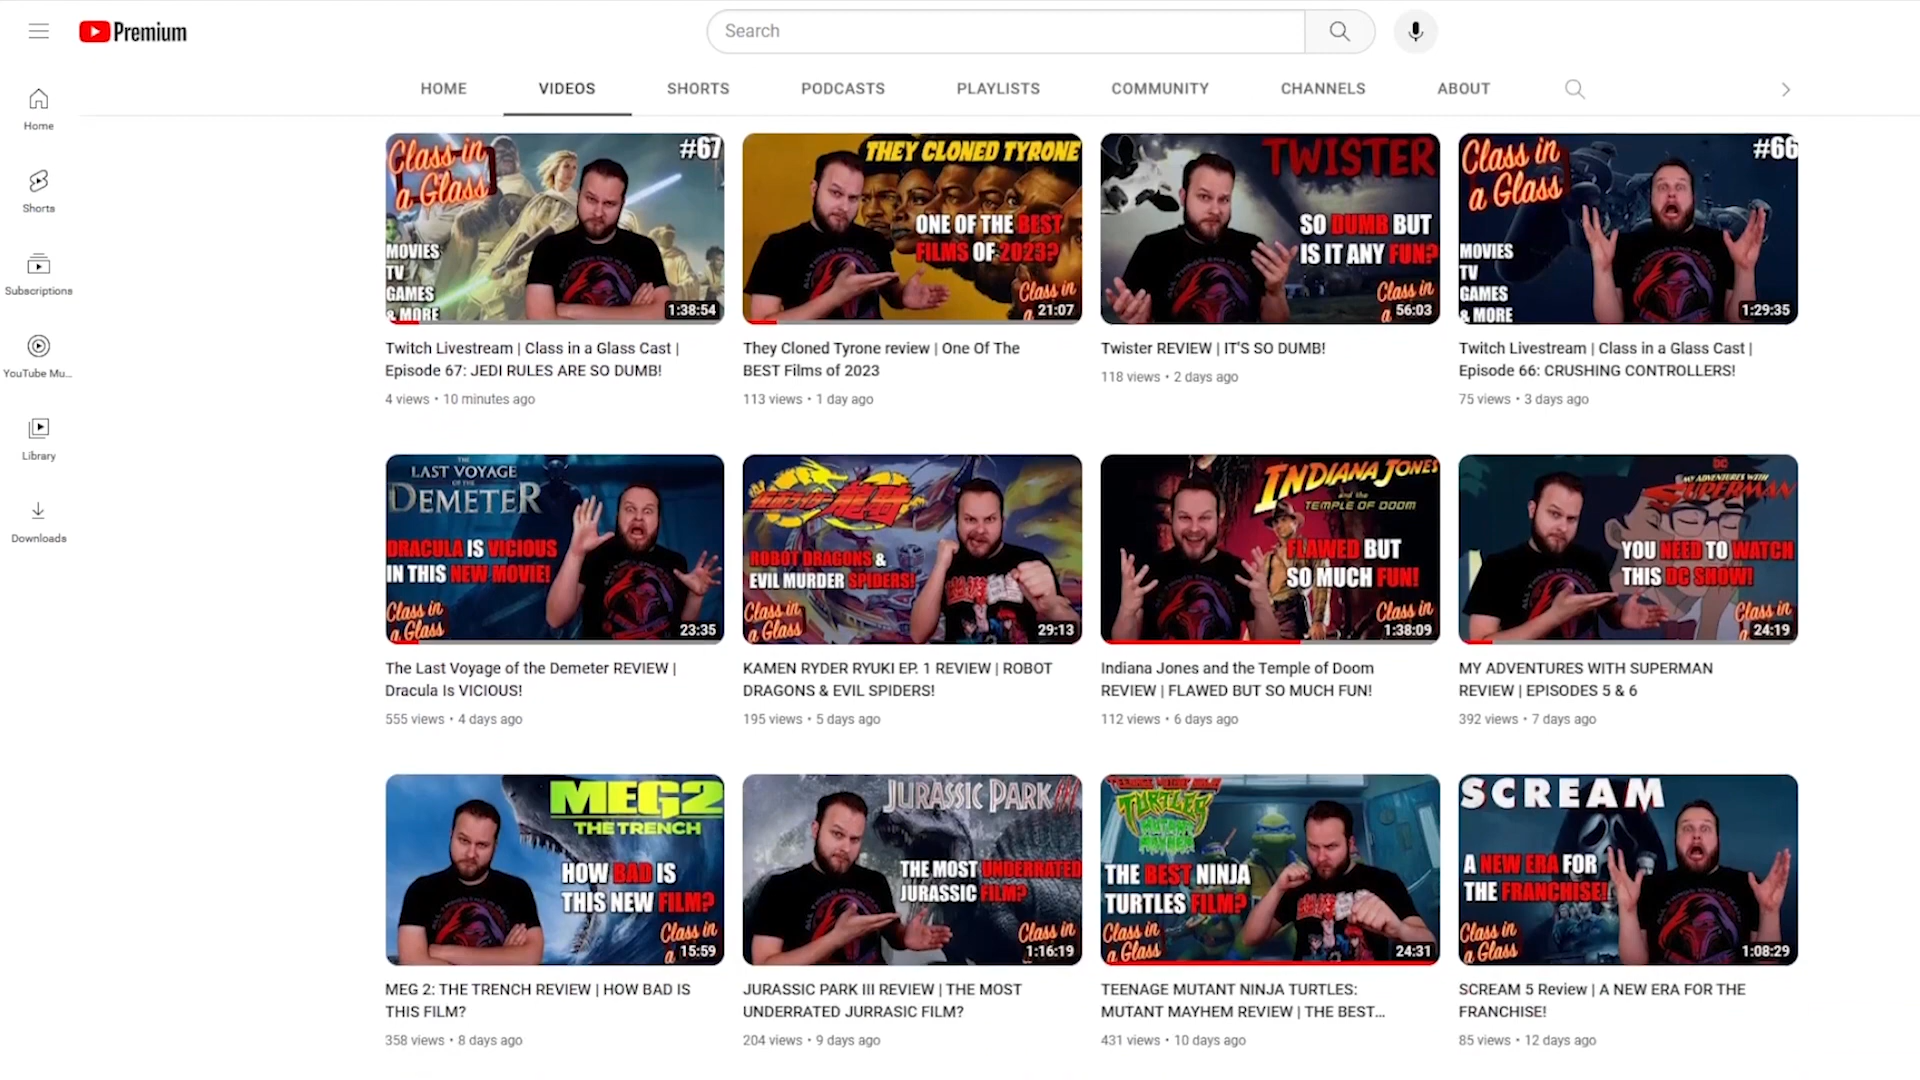 Premium
Search
HOME
VIDEOS
SHORTS
PODCASTS
PLAYLISTS
COMMUNITY
CHANNELS
ABOUT
Home
Shorts
Subscriptions
YouTube Mu...
Library
Downloads
Class in
a Glass
#67
MOVIES
TV
GAMES
& MORE
1:38:54
Twitch Livestream | Class in a Glass Cast |
Episode 67: JEDI RULES ARE SO DUMB!
4 views • 10 minutes ago
THEY CLONED TYRONE
ONE OF THE BEST
FILMS OF 2023?
Class in
a
21:07
They Cloned Tyrone review | One Of The
BEST Films of 2023
113 views • 1 day ago
TWISTER
SO DUMB BUT
IS IT ANY FUN?
Class in
a
56:03
Twister REVIEW | IT'S SO DUMB!
118 views • 2 days ago
Class in
a Glass
#66
MOVIES
TV
GAMES
& MORE
1:29:35
Twitch Livestream | Class in a Glass Cast |
Episode 66: CRUSHING CONTROLLERS!
75 views • 3 days ago
THE
LAST VOYAGE
OF THE
DEMETER
DRACULA IS VICIOUS
IN THIS NEW MOVIE!
Class in
a Glass
23:35
The Last Voyage of the Demeter REVIEW |
Dracula Is VICIOUS!
555 views • 4 days ago
ROBOT DRAGONS &
EVIL MURDER SPIDERS!
Class in
a Glass
29:13
KAMEN RYDER RYUKI EP. 1 REVIEW | ROBOT
DRAGONS & EVIL SPIDERS!
195 views • 5 days ago
INDIANA JONES
and the
TEMPLE OF DOOM
FLAWED BUT
SO MUCH FUN!
Class in
1:38:09
Indiana Jones and the Temple of Doom
REVIEW | FLAWED BUT SO MUCH FUN!
112 views • 6 days ago
DC
MY ADVENTURES WITH
SUPERMAN
YOU NEED TO WATCH
THIS DC SHOW!
Class in
24:19
MY ADVENTURES WITH SUPERMAN
REVIEW | EPISODES 5 & 6
392 views • 7 days ago
MEG2
THE TRENCH
HOW BAD IS
THIS NEW FILM?
Class in
a
15:59
MEG 2: THE TRENCH REVIEW | HOW BAD IS
THIS FILM?
358 views • 8 days ago
JURASSIC PARK III
THE MOST UNDERRATED
JURASSIC FILM?
Class in
1:16:19
JURASSIC PARK III REVIEW | THE MOST
UNDERRATED JURRASIC FILM?
204 views • 9 days ago
TEENAGE MUTANT NINJA
TURTLES
MUTANT
MAYHEM
THE BEST NINJA
TURTLES FILM?
Class in
a Glass
24:31
TEENAGE MUTANT NINJA TURTLES:
MUTANT MAYHEM REVIEW | THE BEST...
431 views • 10 days ago
SCREAM
A NEW ERA FOR
THE FRANCHISE!
Class in
a Glass
1:08:29
SCREAM 5 Review | A NEW ERA FOR THE
FRANCHISE!
85 views • 12 days ago